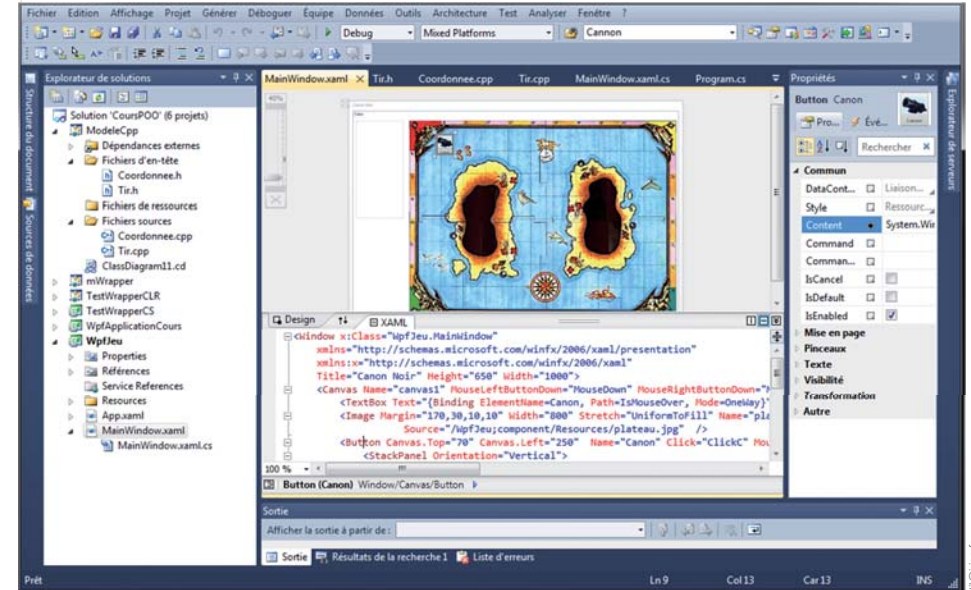 Fichier Edition Affichage Projet Générer Déboguer Équipe Données Outils Architecture Test Analyser Fenêtre ?
Debug Mixed Platforms Cannon
Structure du document
Sources de données
Explorateur de solutions
Solution 'CoursPOO' (6 projets)
ModeleCpp
Dépendances externes
Fichiers d'en-tête
Coordonnee.h
Tir.h
Fichiers de ressources
Fichiers sources
Coordonnee.cpp
Tir.cpp
ClassDiagram11.cd
mWrapper
TestWrapperCLR
TestWrapperCS
WpfApplicationCours
WpfJeu
Properties
Références
Service References
Resources
App.xaml
MainWindow.xaml
MainWindow.xaml.cs
MainWindow.xaml Tir.h Coordonnee.cpp Tir.cpp MainWindow.xaml.cs Program.cs
40%
Design XAML
<Window x:Class="WpfJeu.MainWindow"
xmlns="http://schemas.microsoft.com/winfx/2006/xaml/presentation"
xmlns:x="http://schemas.microsoft.com/winfx/2006/xaml"
Title="Canon Noir" Height="650" Width="1000">
<Canvas Name="canvas1" MouseLeftButtonDown="MouseDown" MouseRightButtonDown="
<TextBox Text="{Binding ElementName=Canon, Path=IsMouseOver, Mode=OneWay}"
<Image Margin="170,30,10,10" Width="800" Stretch="UniformToFill" Name="pla
Source="/WpfJeu;component/Resources/plateau.jpg" />
<Button Canvas.Top="70" Canvas.Left="250" Name="Canon" Click="ClickC" Mou
<StackPanel Orientation="Vertical">
100 %
Button (Canon) Window/Canvas/Button
Propriétés
Button Canon
Pro... Évé...
Rechercher
Commun
DataCont... Liaison...
Style Ressourc...
Content System.Wir
Command
Comman...
IsCancel
IsDefault
IsEnabled
Mise en page
Pinceaux
Texte
Visibilité
Transformation
Autre
Explorateur de serveurs
Sortie
Afficher la sortie à partir de :
Sortie Résultats de la recherche 1 Liste d'erreurs
Prêt Ln 9 Col 13 Car 13 INS